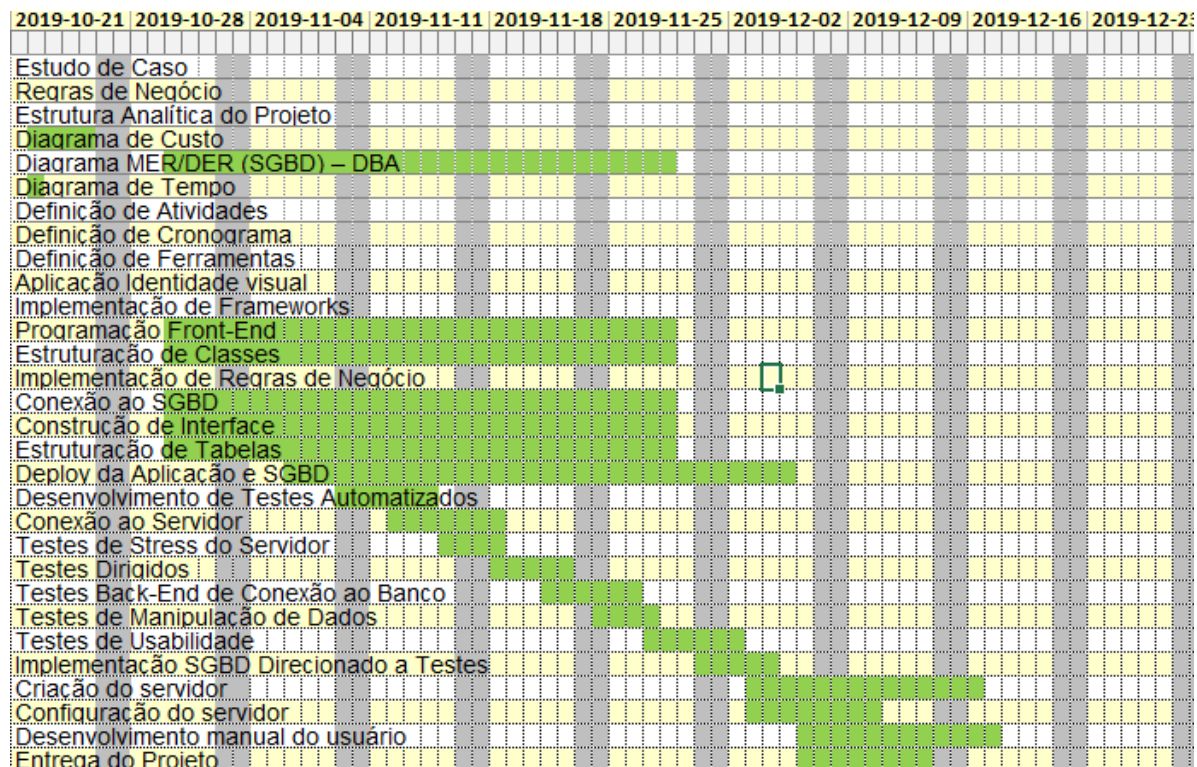 2019-10-21 2019-10-28 2019-11-04 2019-11-11 2019-11-18 2019-11-25 2019-12-02 2019-12-09 2019-12-16 2019-12-23
Estudo de Caso
Regras de Negócio
Estrutura Analítica do Projeto
Diagrama de Custo
Diagrama MER/DER (SGBD) – DBA
Diagrama de Tempo
Definição de Atividades
Definição de Cronograma
Definição de Ferramentas
Aplicação Identidade visual
Implementação de Frameworks
Programação Front-End
Estruturação de Classes
Implementação de Regras de Negócio
Conexão ao SGBD
Construção de Interface
Estruturação de Tabelas
Deploy da Aplicação e SGBD
Desenvolvimento de Testes Automatizados
Conexão ao Servidor
Testes de Stress do Servidor
Testes Dirigidos
Testes Back-End de Conexão ao Banco
Testes de Manipulação de Dados
Testes de Usabilidade
Implementação SGBD Direcionado a Testes
Criação do servidor
Configuração do servidor
Desenvolvimento manual do usuário
Entrega do Projeto